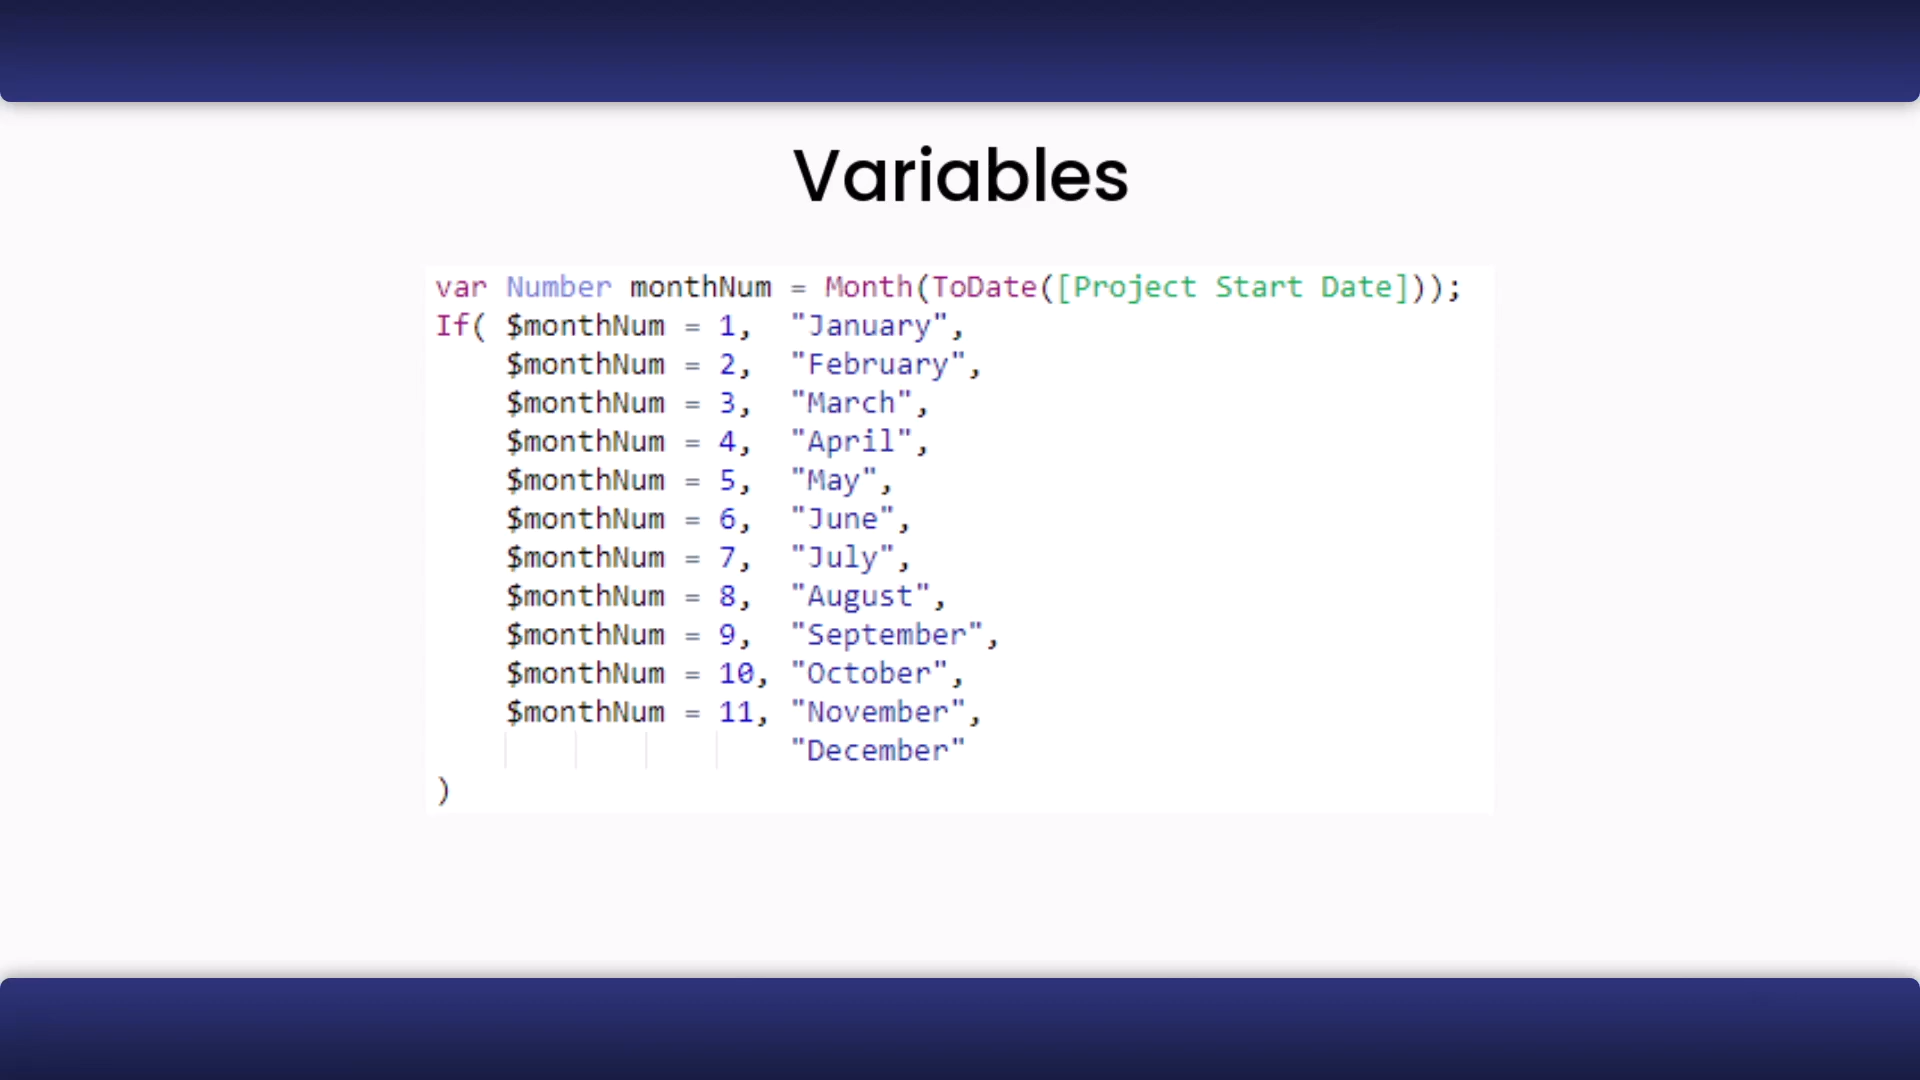 Variables
var Number monthNum = Month(ToDate([Project Start Date]));
If( $monthNum = 1,  "January",
    $monthNum = 2,  "February",
    $monthNum = 3,  "March",
    $monthNum = 4,  "April",
    $monthNum = 5,  "May",
    $monthNum = 6,  "June",
    $monthNum = 7,  "July",
    $monthNum = 8,  "August",
    $monthNum = 9,  "September",
    $monthNum = 10, "October",
    $monthNum = 11, "November",
                    "December"
)